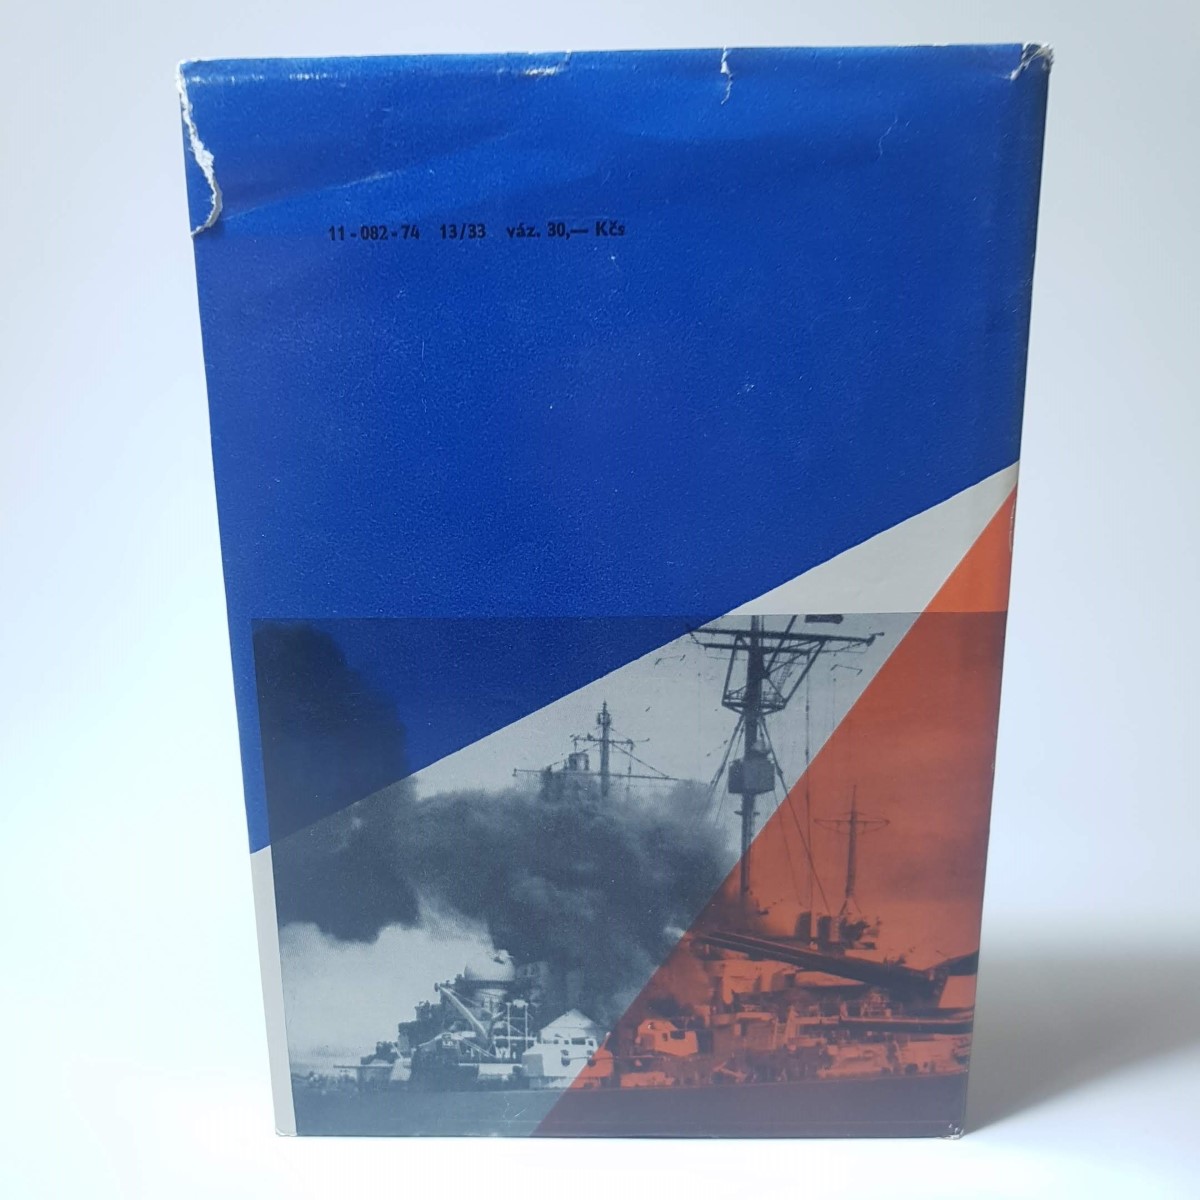 11-082-74 13/33 váz. 30,— Kčs